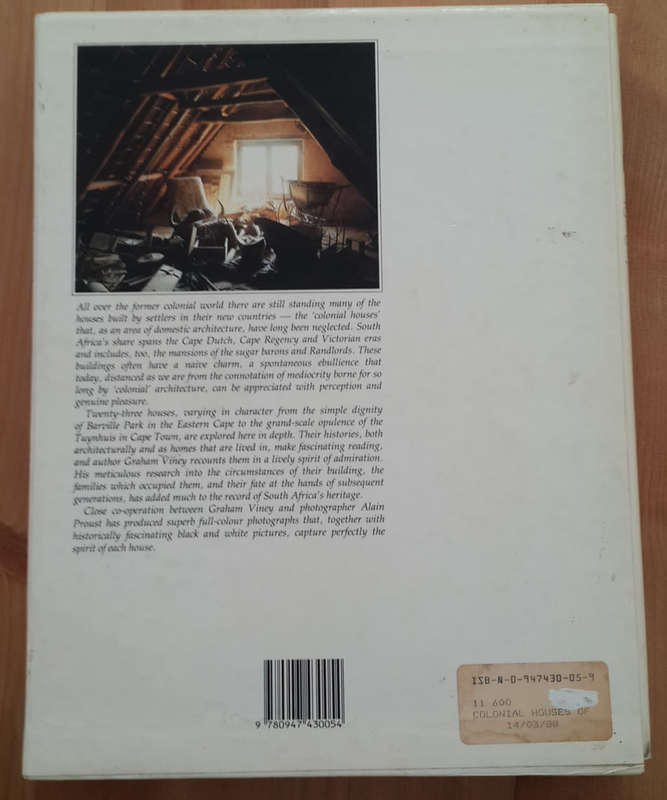 All over the former colonial world there are still standing many of the
houses built by settlers in their new countries — the ‘colonial houses’
that, as an area of domestic architecture, have long been neglected. South
Africa's share spans the Cape Dutch, Cape Regency and Victorian eras
and includes, too, the mansions of the sugar barons and Randlords. These
buildings often have a naive charm, a spontaneous ebullience that
today, distanced as we are from the connotation of mediocrity borne for so
long by ‘colonial’ architecture, can be appreciated with perception and
genuine pleasure.
Twenty-three houses, varying in character from the simple dignity
of Barville Park in the Eastern Cape to the grand-scale opulence of the
Tuynhuis in Cape Town, are explored here in depth. Their histories, both
architecturally and as homes that are lived in, make fascinating reading,
and author Graham Viney recounts them in a lively spirit of admiration.
His meticulous research into the circumstances of their building, the
families which occupied them, and their fate at the hands of subsequent
generations, has added much to the record of South Africa's heritage.
Close co-operation between Graham Viney and photographer Alain
Proust has produced superb full-colour photographs that, together with
historically fascinating black and white pictures, capture perfectly the
spirit of each house.
9 780947 430054
ISB-N-0-947430-05-9
11 600
COLONIAL HOUSES OF
14/03/88